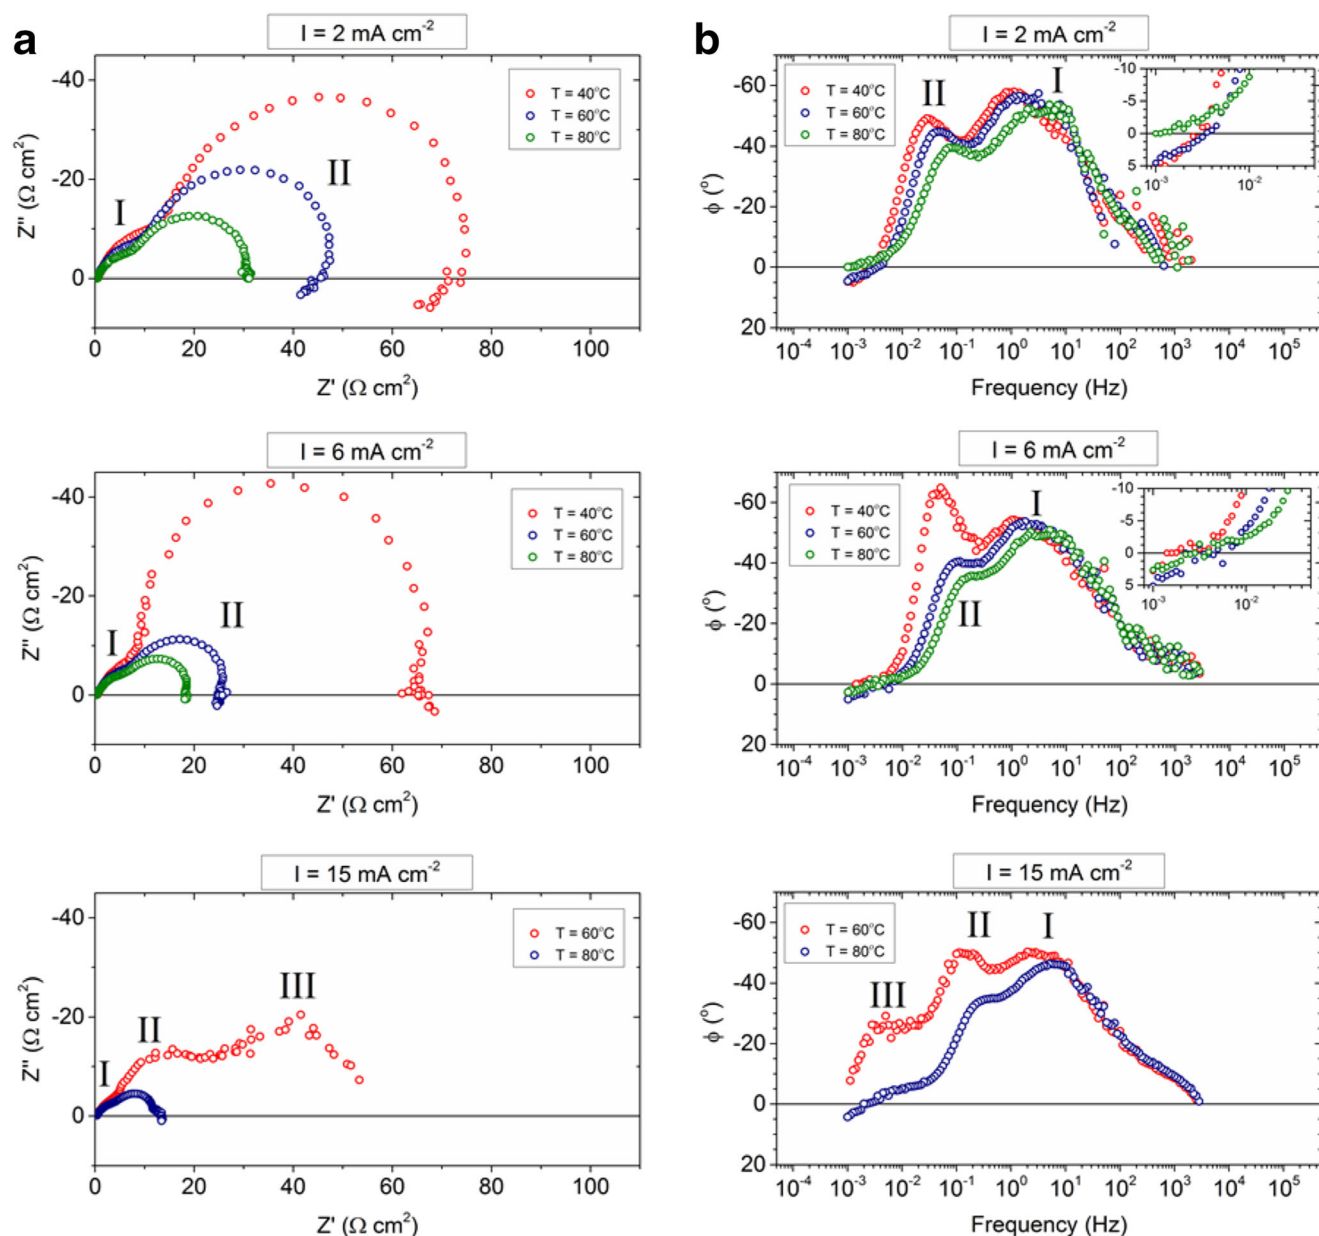 a
I = 2 mA cm⁻²
T = 40°C
T = 60°C
T = 80°C
I
II
-40
-20
0
20
0 20 40 60 80 100
Z'' (Ω cm²)
Z' (Ω cm²)
b
I = 2 mA cm⁻²
T = 40°C
T = 60°C
T = 80°C
II
I
-10
-5
0
5
10⁻³ 10⁻²
-60
-40
-20
0
20
ϕ (°)
10⁻⁴ 10⁻³ 10⁻² 10⁻¹ 10⁰ 10¹ 10² 10³ 10⁴ 10⁵
Frequency (Hz)
I = 6 mA cm⁻²
T = 40°C
T = 60°C
T = 80°C
I
II
-40
-20
0
20
0 20 40 60 80 100
Z'' (Ω cm²)
Z' (Ω cm²)
I = 6 mA cm⁻²
T = 40°C
T = 60°C
T = 80°C
I
II
-10
-5
0
5
10⁻³ 10⁻²
-60
-40
-20
0
20
ϕ (°)
10⁻⁴ 10⁻³ 10⁻² 10⁻¹ 10⁰ 10¹ 10² 10³ 10⁴ 10⁵
Frequency (Hz)
I = 15 mA cm⁻²
T = 60°C
T = 80°C
I
II
III
-40
-20
0
20
0 20 40 60 80 100
Z'' (Ω cm²)
Z' (Ω cm²)
I = 15 mA cm⁻²
T = 60°C
T = 80°C
III
II
I
-60
-40
-20
0
20
ϕ (°)
10⁻⁴ 10⁻³ 10⁻² 10⁻¹ 10⁰ 10¹ 10² 10³ 10⁴ 10⁵
Frequency (Hz)